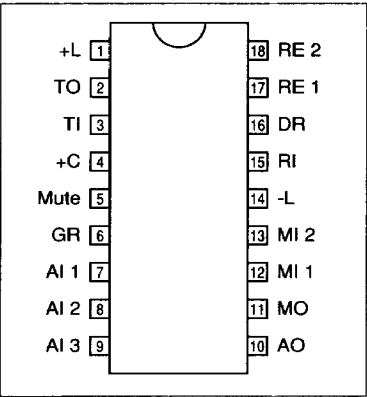 +L 1 18 RE 2
TO 2 17 RE 1
TI 3 16 DR
+C 4 15 RI
Mute 5 14 -L
GR 6 13 MI 2
AI 1 7 12 MI 1
AI 2 8 11 MO
AI 3 9 10 AO